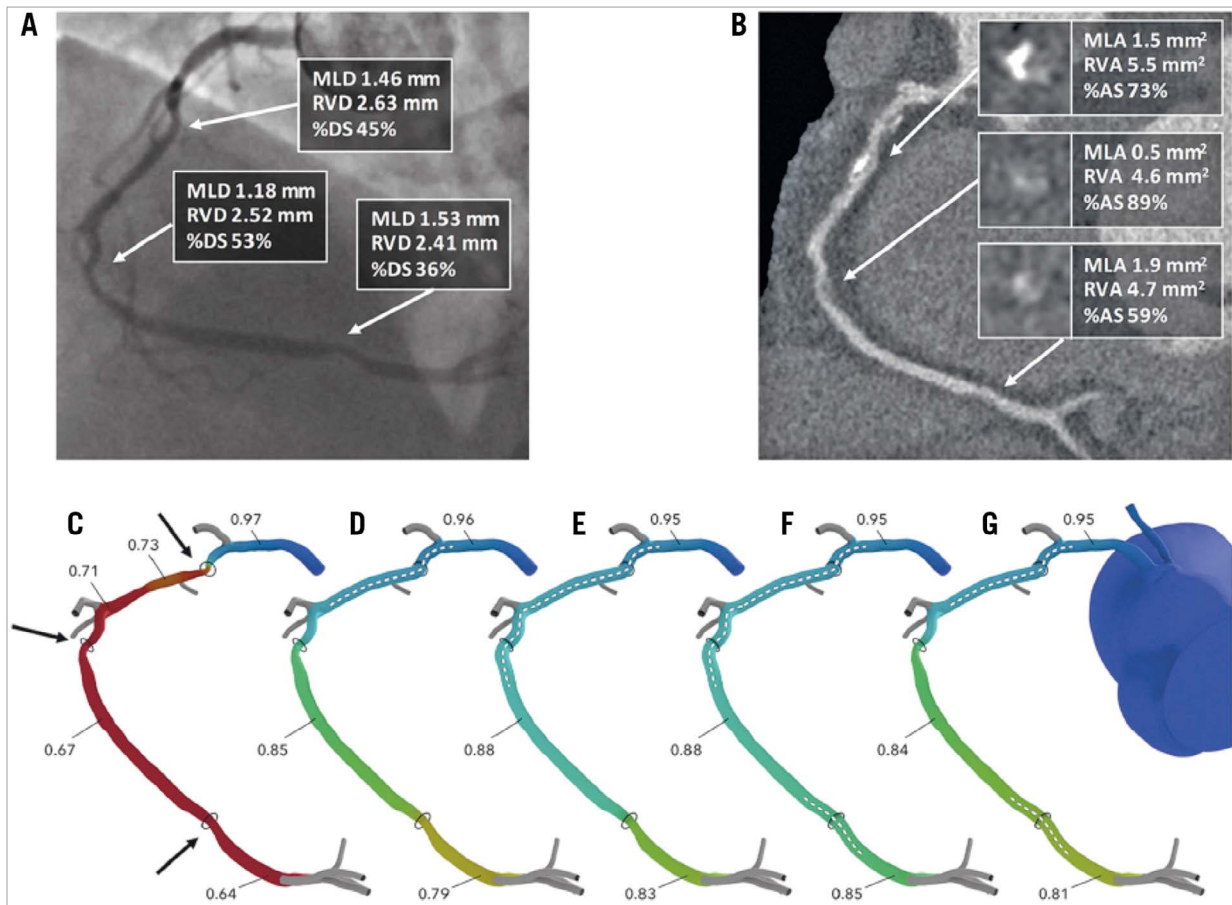 A
MLD 1.46 mm
RVD 2.63 mm
%DS 45%
MLD 1.18 mm
RVD 2.52 mm
%DS 53%
MLD 1.53 mm
RVD 2.41 mm
%DS 36%
B
MLA 1.5 mm²
RVA 5.5 mm²
%AS 73%
MLA 0.5 mm²
RVA 4.6 mm²
%AS 89%
MLA 1.9 mm²
RVA 4.7 mm²
%AS 59%
C
0.97
0.73
0.71
0.67
0.64
D
0.96
0.85
0.79
E
0.95
0.88
0.83
F
0.95
0.88
0.85
G
0.95
0.84
0.81